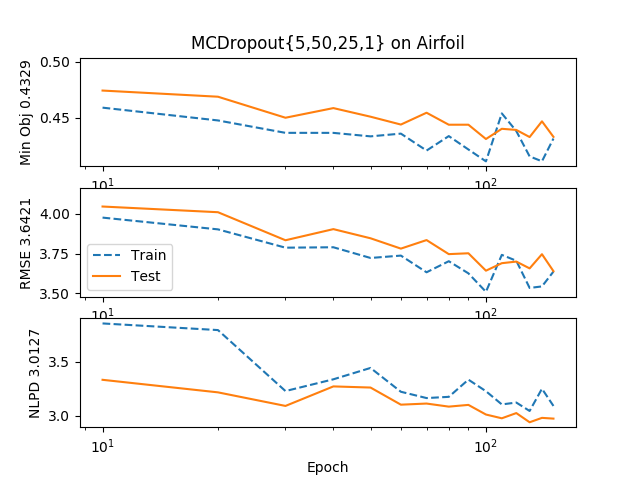 MCDropout{5,50,25,1} on Airfoil
Min Obj 0.4329
0.50
0.45
10¹
10²
RMSE 3.6421
4.00
3.75
3.50
Train
Test
10¹
10²
NLPD 3.0127
3.5
3.0
10¹
10²
Epoch